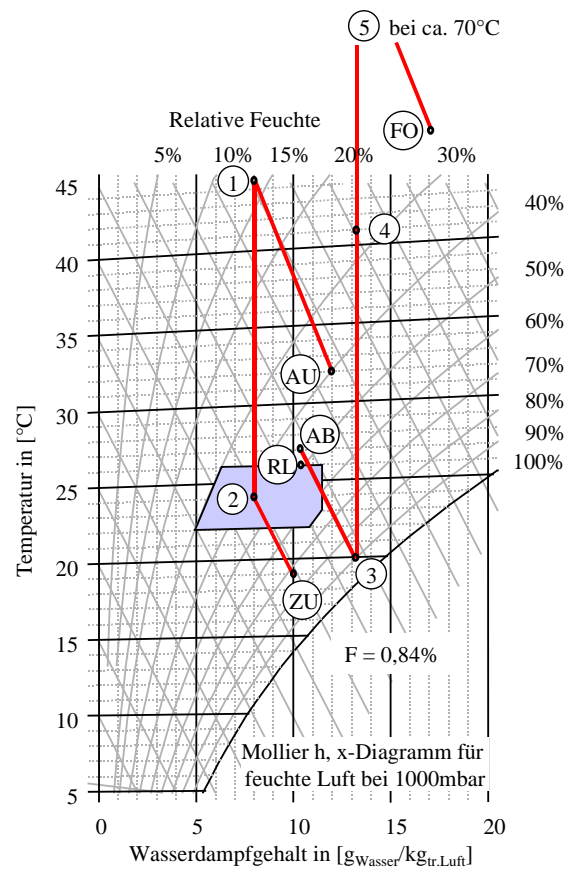 5 bei ca. 70°C
FO
Relative Feuchte
5% 10% 15% 20% 30%
1
45
40%
4
40
50%
35
60%
AU
70%
30
80%
AB
90%
RL
100%
25
2
20
3
ZU
15
F = 0,84%
10
Mollier h, x-Diagramm für
feuchte Luft bei 1000mbar
5
0 5 10 15 20
Temperatur in [°C]
Wasserdampfgehalt in [gWasser/kgtr.Luft]